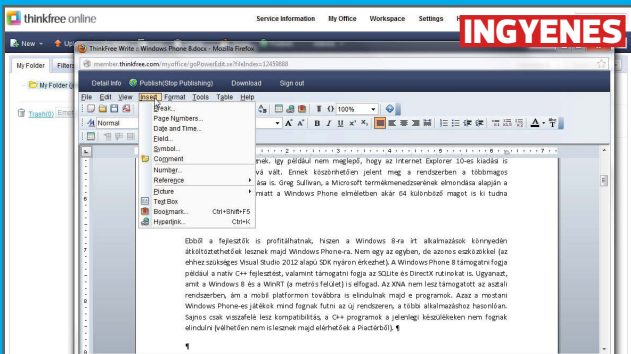 thinkfree online
Service Information My Office Workspace Settings
INGYENES
New
My Folder Filters
ThinkFree Write : Windows Phone 8.docx - Mozilla Firefox
member.thinkfree.com/myoffice/goPowerEdit.se?fileIndex=12459888
Detail Info Publish(Stop Publishing) Download Sign out
My Folder
File Edit View Insert Format Tools Table Help
Trash(0)
Normal
100%
Break...
Page Numbers...
Date and Time...
Field...
Symbol...
Comment
Number...
Reference
Picture
Text Box
Bookmark... Ctrl+Shift+F5
Hyperlink... Ctrl+K
nek. Így például nem meglepő, hogy az Internet Explorer 10-es kiadási is
vá vált. Ennek köszönhetően jelent meg a rendszerben a többmagos
ása is. Greg Sullivan, a Microsoft termékmenedzserének elmondása alapján a
miatt a Windows Phone elméletben akár 64 különböző magot is ki tudna
Ebből a fejlesztők is profitálhatnak, hiszen a Windows 8-ra írt alkalmazások könnyedén
átköltöztethetőek lesznek majd Windows Phone-ra. Nem egy az egyben, de azonos eszközökkel (az
ehhez szükséges Visual Studio 2012 alapú SDK nyáron érkezhet). A Windows Phone 8 támogatni fogja
például a natív C++ fejlesztést, valamint támogatni fogja az SQLite és DirectX rutinokat is. Ugyanazt,
amit a Windows 8 és a WinRT (a metrós felület) is elfogad. Az XNA nem lesz támogatott az asztali
rendszerben, ám a mobil platformon továbbra is elindulnak majd e programok. Azaz a mostani
Windows Phone-es játékok mind fognak futni az új rendszeren, a többi alkalmazáshoz hasonlóan.
Sajnos csak visszafelé lesz kompatibilitás, a C++ programok a jelenlegi készülékeken nem fognak
elindulni (vélhetően nem is lesznek majd elérhetőek a Piactérből). ¶
¶